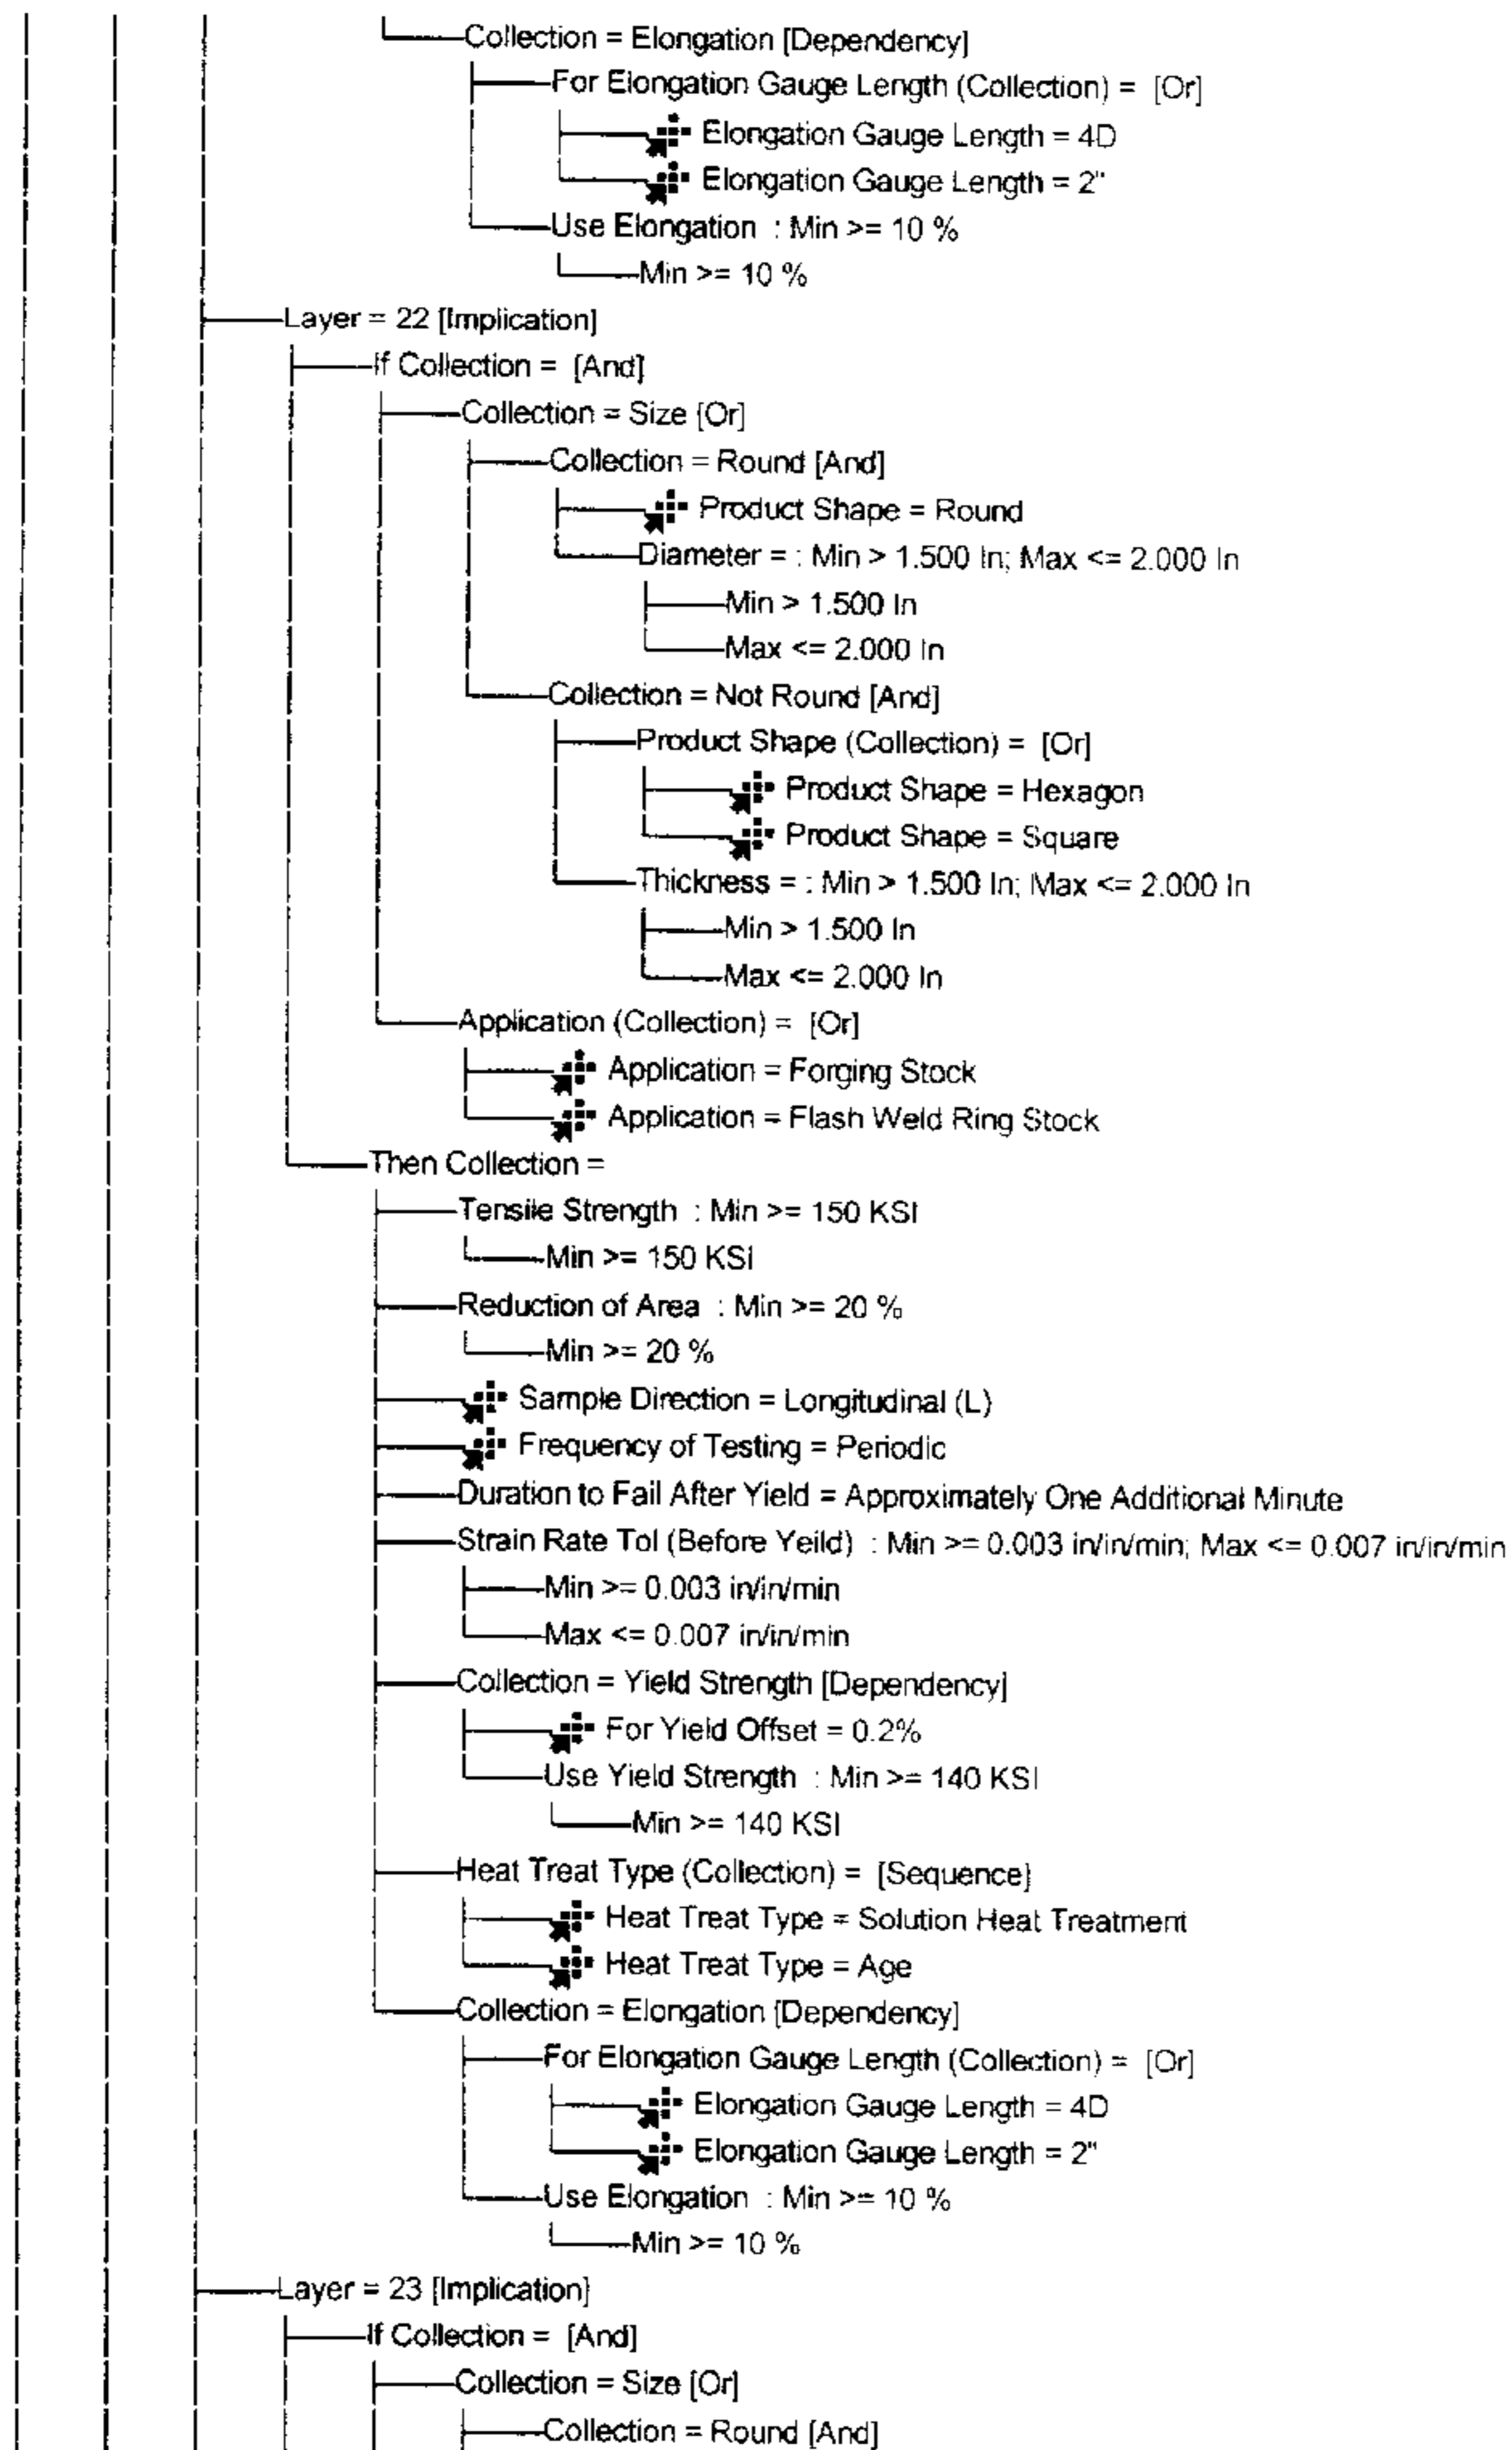 Collection = Elongation [Dependency]
For Elongation Gauge Length (Collection) = [Or]
Elongation Gauge Length = 4D
Elongation Gauge Length = 2"
Use Elongation : Min >= 10 %
Min >= 10 %
Layer = 22 [Implication]
If Collection = [And]
Collection = Size [Or]
Collection = Round [And]
Product Shape = Round
Diameter = : Min > 1.500 In; Max <= 2.000 In
Min > 1.500 In
Max <= 2.000 In
Collection = Not Round [And]
Product Shape (Collection) = [Or]
Product Shape = Hexagon
Product Shape = Square
Thickness = : Min > 1.500 In; Max <= 2.000 In
Min > 1.500 In
Max <= 2.000 In
Application (Collection) = [Or]
Application = Forging Stock
Application = Flash Weld Ring Stock
Then Collection =
Tensile Strength : Min >= 150 KSI
Min >= 150 KSI
Reduction of Area : Min >= 20 %
Min >= 20 %
Sample Direction = Longitudinal (L)
Frequency of Testing = Periodic
Duration to Fail After Yield = Approximately One Additional Minute
Strain Rate Tol (Before Yeild) : Min >= 0.003 in/in/min; Max <= 0.007 in/in/min
Min >= 0.003 in/in/min
Max <= 0.007 in/in/min
Collection = Yield Strength [Dependency]
For Yield Offset = 0.2%
Use Yield Strength : Min >= 140 KSI
Min >= 140 KSI
Heat Treat Type (Collection) = [Sequence]
Heat Treat Type = Solution Heat Treatment
Heat Treat Type = Age
Collection = Elongation [Dependency]
For Elongation Gauge Length (Collection) = [Or]
Elongation Gauge Length = 4D
Elongation Gauge Length = 2"
Use Elongation : Min >= 10 %
Min >= 10 %
Layer = 23 [Implication]
If Collection = [And]
Collection = Size [Or]
Collection = Round [And]